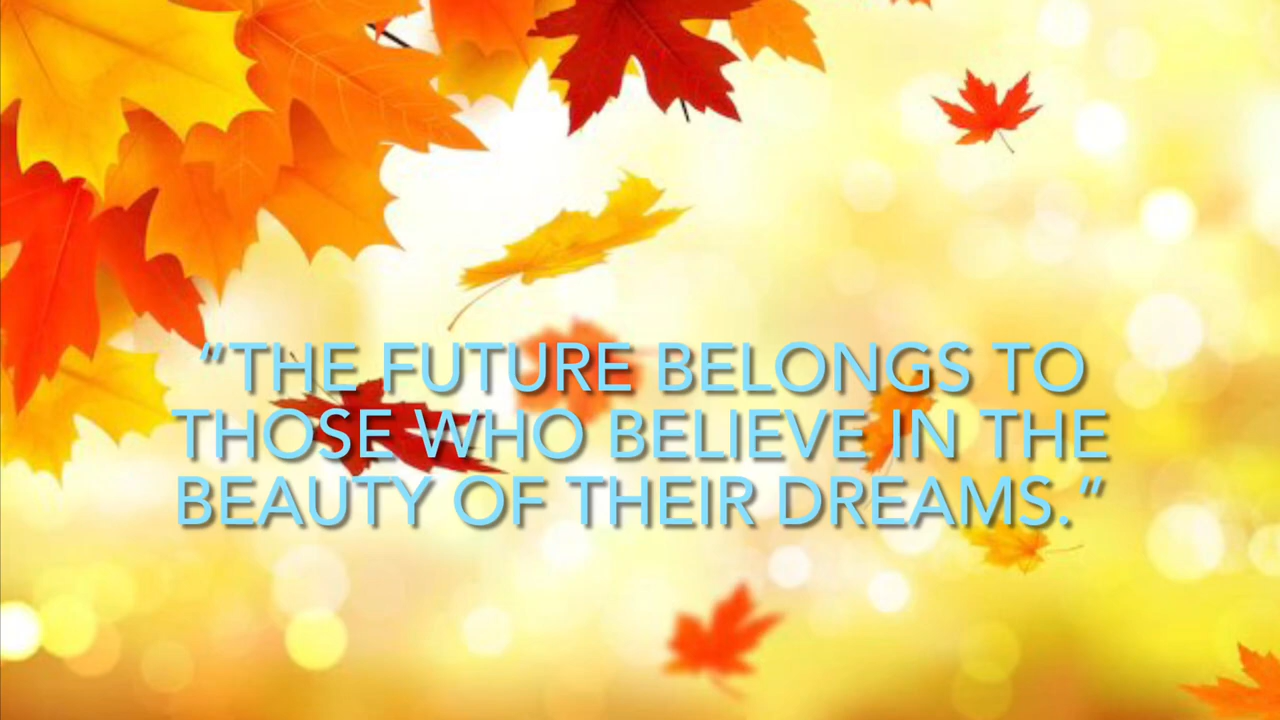 “THE FUTURE BELONGS TO
THOSE WHO BELIEVE IN THE
BEAUTY OF THEIR DREAMS.”